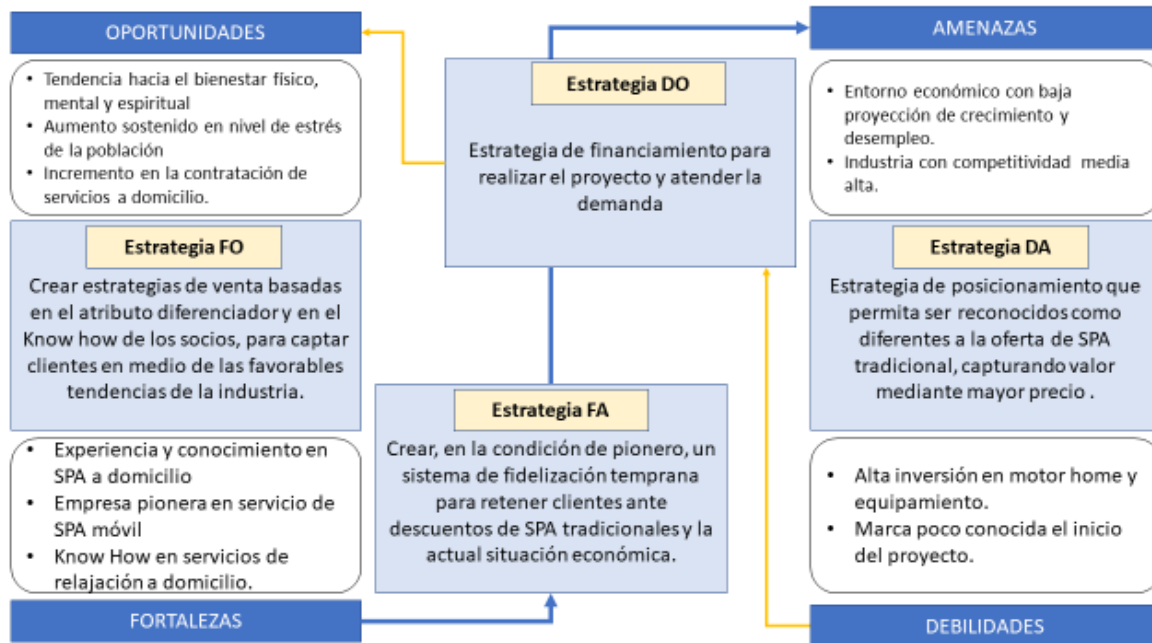 OPORTUNIDADES
• Tendencia hacia el bienestar físico,
mental y espiritual
• Aumento sostenido en nivel de estrés
de la población
• Incremento en la contratación de
servicios a domicilio.
Estrategia FO
Crear estrategias de venta basadas
en el atributo diferenciador y en el
Know how de los socios, para captar
clientes en medio de las favorables
tendencias de la industria.
• Experiencia y conocimiento en
SPA a domicilio
• Empresa pionera en servicio de
SPA móvil
• Know How en servicios de
relajación a domicilio.
FORTALEZAS
Estrategia DO
Estrategia de financiamiento para
realizar el proyecto y atender la
demanda
Estrategia FA
Crear, en la condición de pionero, un
sistema de fidelización temprana
para retener clientes ante
descuentos de SPA tradicionales y la
actual situación económica.
AMENAZAS
• Entorno económico con baja
proyección de crecimiento y
desempleo.
• Industria con competitividad media
alta.
Estrategia DA
Estrategia de posicionamiento que
permita ser reconocidos como
diferentes a la oferta de SPA
tradicional, capturando valor
mediante mayor precio .
• Alta inversión en motor home y
equipamiento.
• Marca poco conocida el inicio
del proyecto.
DEBILIDADES